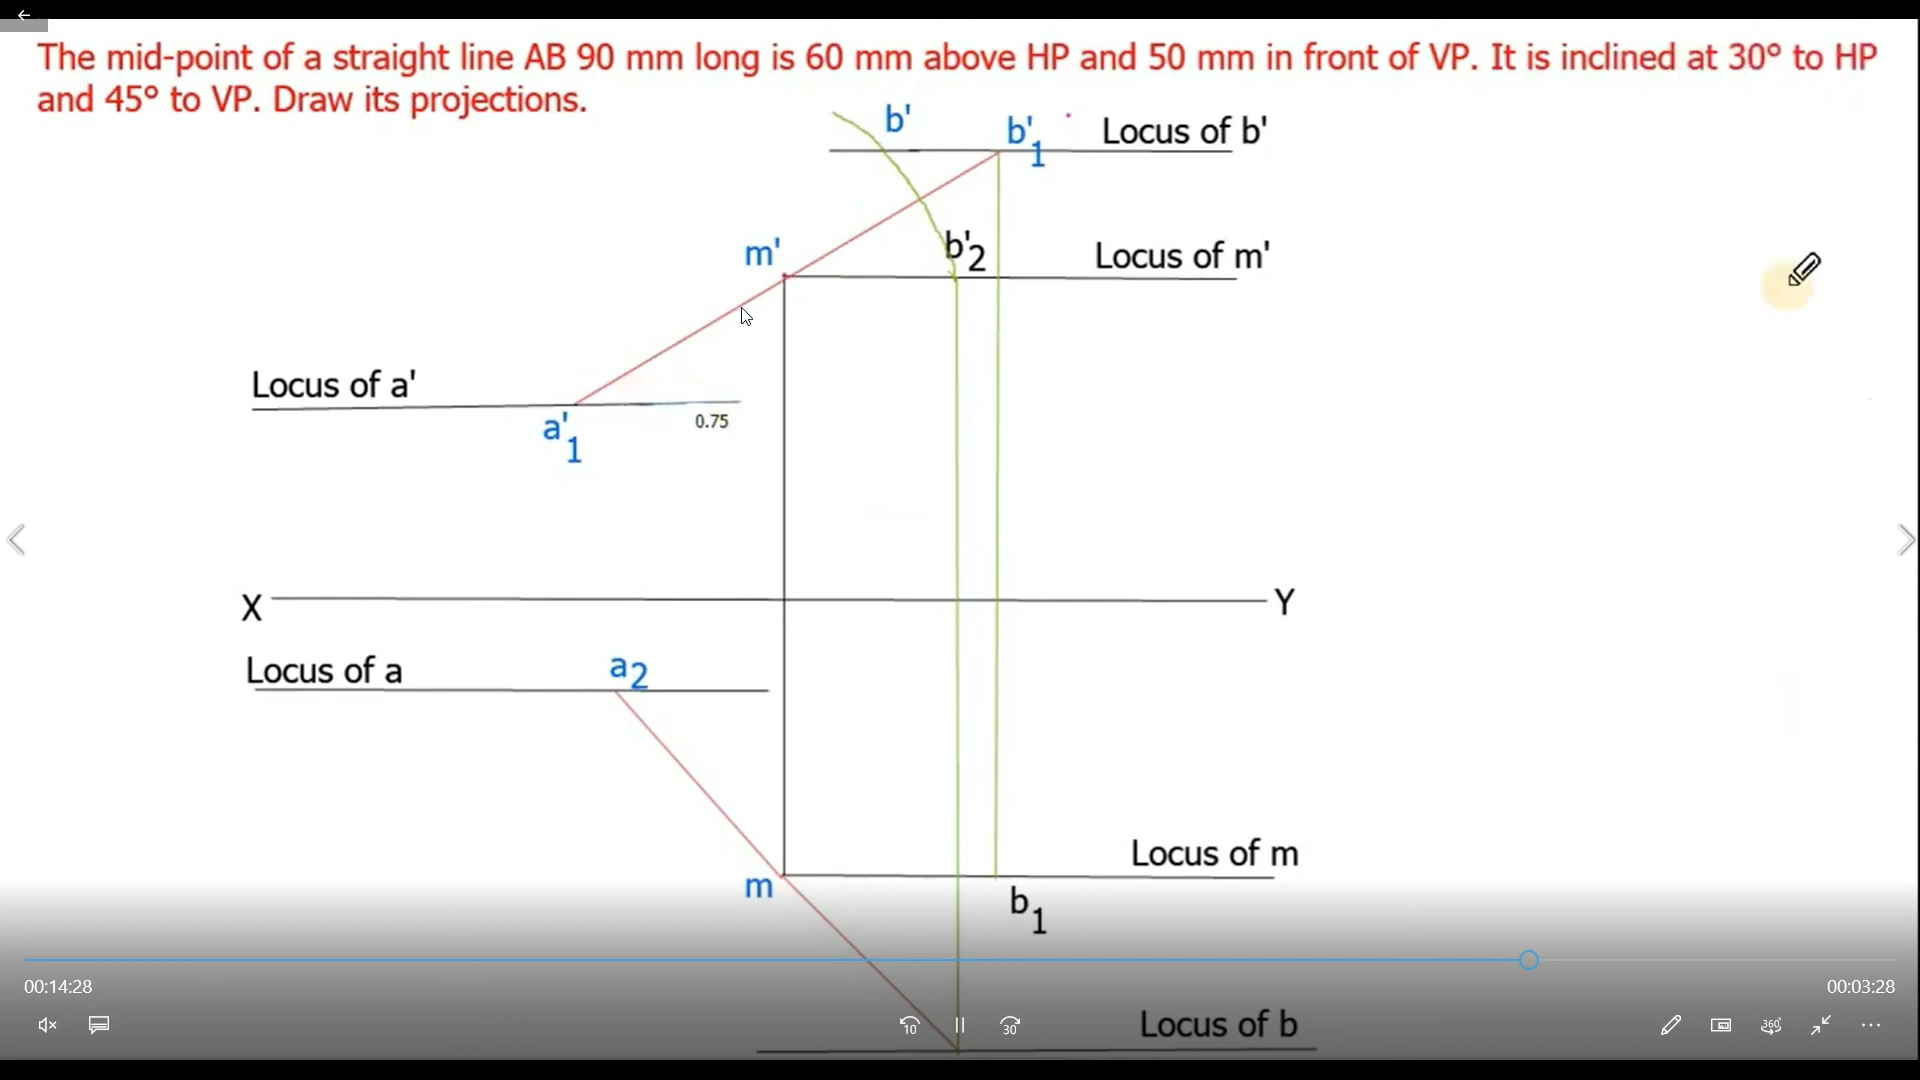 The mid-point of a straight line AB 90 mm long is 60 mm above HP and 50 mm in front of VP. It is inclined at 30° to HP
and 45° to VP. Draw its projections.
b'
b'1
Locus of b'
m'
b'2
Locus of m'
Locus of a'
a'1
0.75
X
Y
Locus of a
a2
Locus of m
m
b1
00:14:28
00:03:28
10
30
360
Locus of b